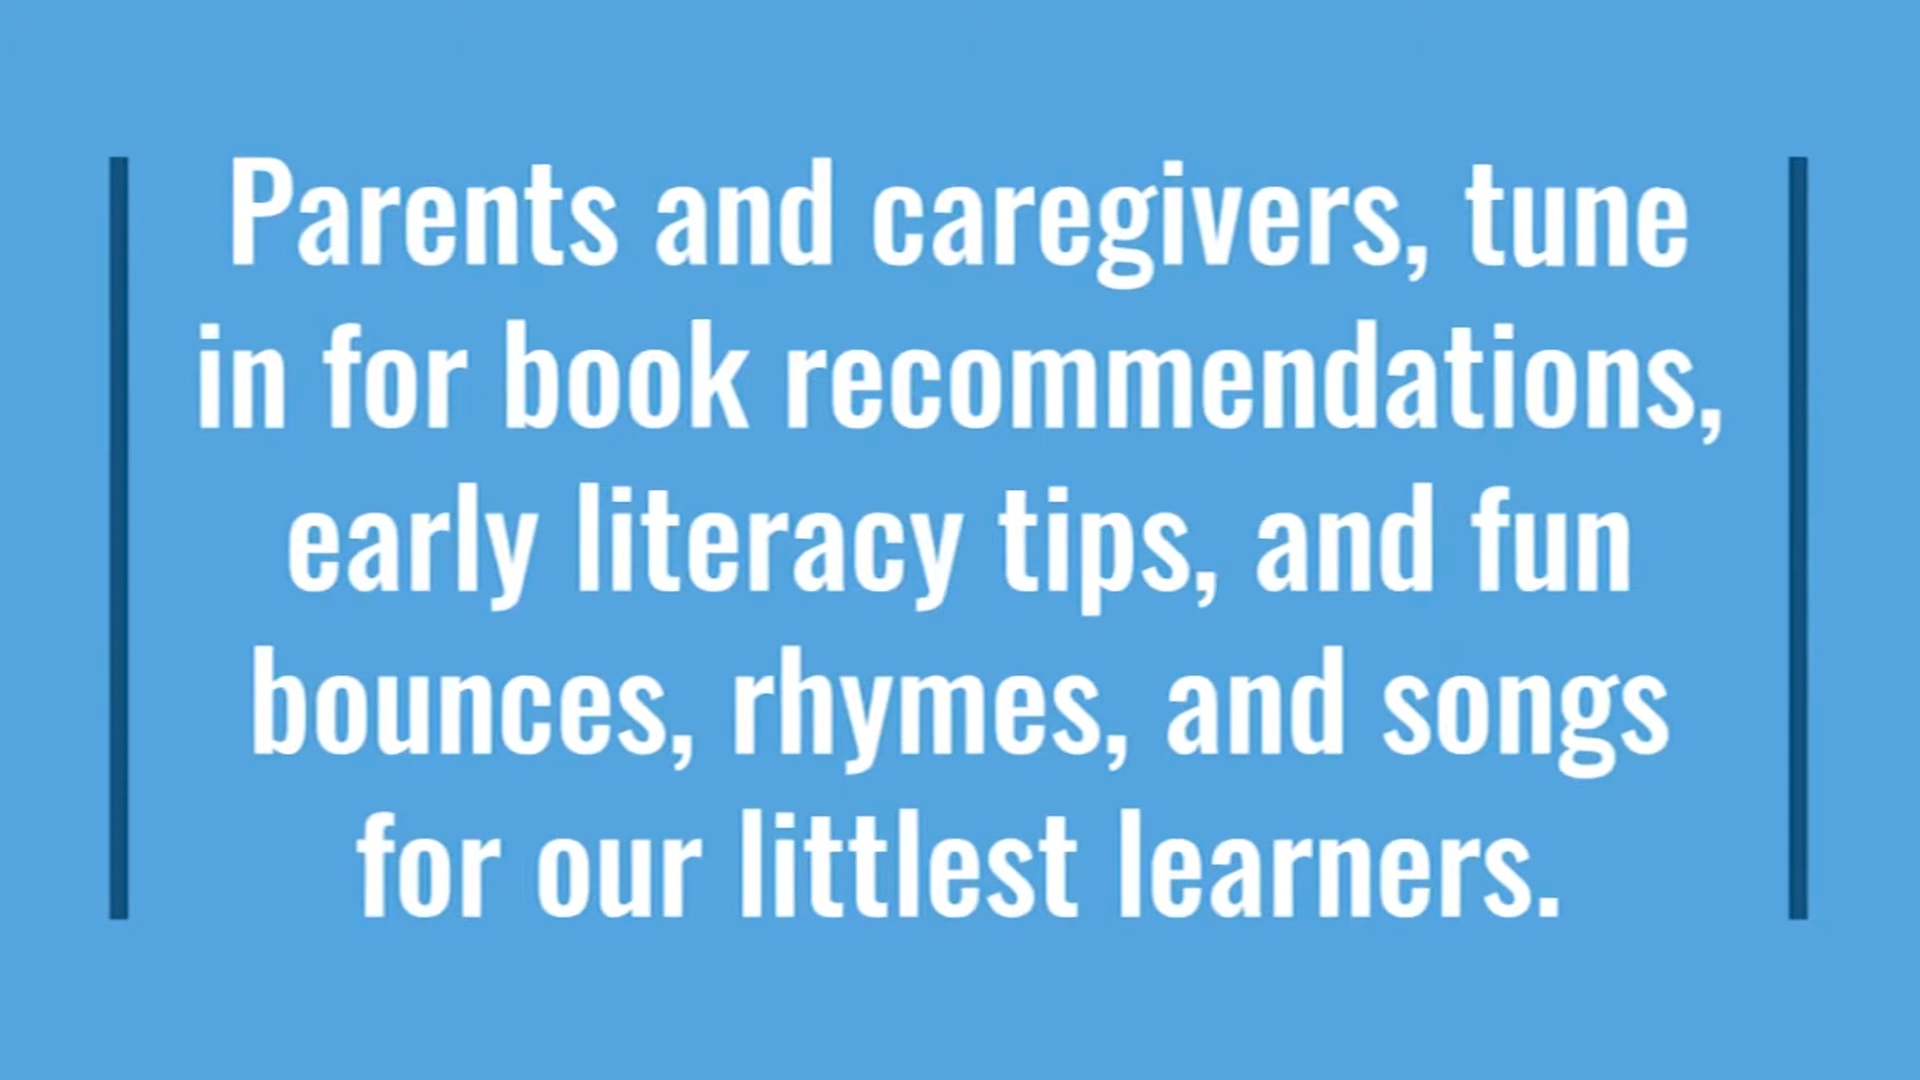 Parents and caregivers, tune
in for book recommendations,
early literacy tips, and fun
bounces, rhymes, and songs
for our littlest learners.